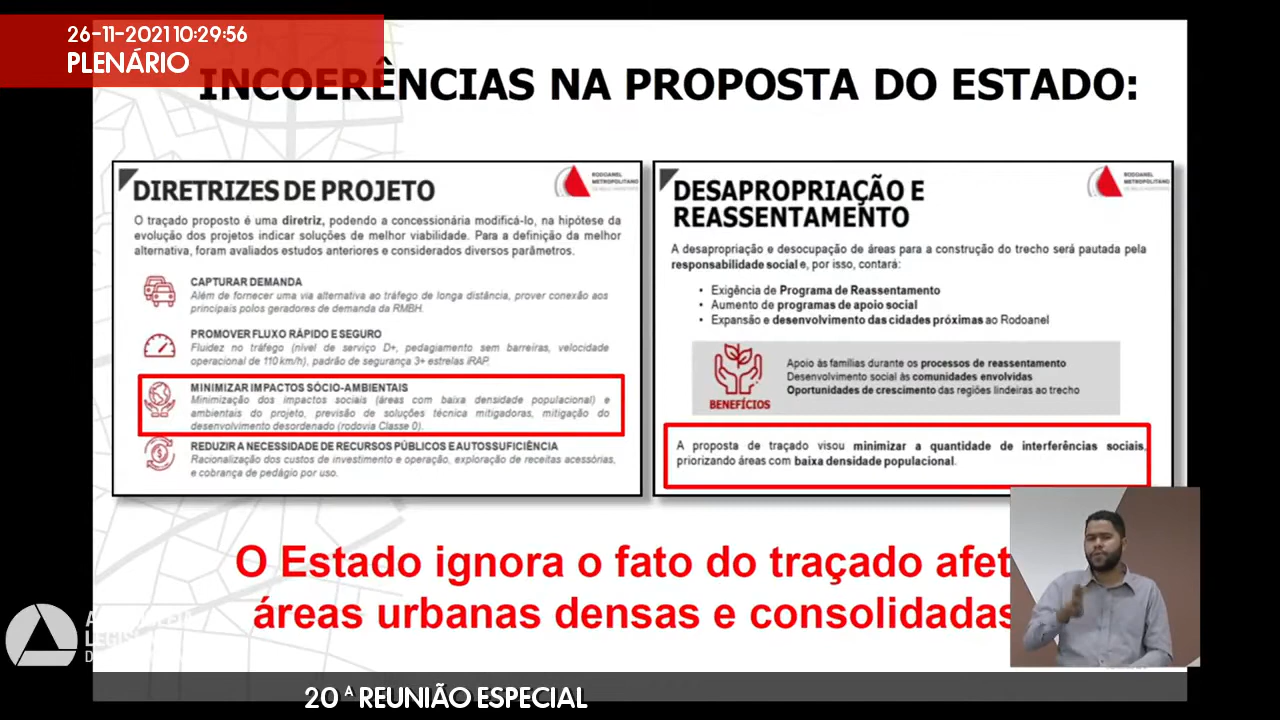 26-11-2021 10:29:56
PLENÁRIO
INCOERÊNCIAS NA PROPOSTA DO ESTADO:
DIRETRIZES DE PROJETO
RODOANEL
METROPOLITANO
O traçado proposto é uma diretriz, podendo a concessionária modificá-lo, na hipótese da
evolução dos projetos indicar soluções de melhor viabilidade. Para a definição da melhor
alternativa, foram avaliados estudos anteriores e considerados diversos parâmetros.
CAPTURAR DEMANDA
Além de fornecer uma via alternativa ao tráfego de longa distância, prover conexão aos
principais polos geradores de demanda da RMBH.
PROMOVER FLUXO RÁPIDO E SEGURO
Fluidez no tráfego (nível de serviço D+, pedagiamento sem barreiras, velocidade
operacional de 110 km/h), padrão de segurança 3+ estrelas iRAP.
MINIMIZAR IMPACTOS SÓCIO-AMBIENTAIS
Minimização dos impactos sociais (áreas com baixa densidade populacional) e
ambientais do projeto, previsão de soluções técnica mitigadoras, mitigação do
desenvolvimento desordenado (rodovia Classe 0).
REDUZIR A NECESSIDADE DE RECURSOS PÚBLICOS E AUTOSSUFICIÊNCIA
Racionalização dos custos de investimento e operação, exploração de receitas acessórias,
e cobrança de pedágio por uso.
DESAPROPRIAÇÃO E
REASSENTAMENTO
RODOANEL
METROPOLITANO
A desapropriação e desocupação de áreas para a construção do trecho será pautada pela
responsabilidade social e, por isso, contará:
• Exigência de Programa de Reassentamento
• Aumento de programas de apoio social
• Expansão e desenvolvimento das cidades próximas ao Rodoanel
BENEFÍCIOS
Apoio às famílias durante os processos de reassentamento
Desenvolvimento social às comunidades envolvidas
Oportunidades de crescimento das regiões lindeiras ao trecho
A proposta de traçado visou minimizar a quantidade de interferências sociais,
priorizando áreas com baixa densidade populacional.
O Estado ignora o fato do traçado afet
áreas urbanas densas e consolidadas
20ª REUNIÃO ESPECIAL